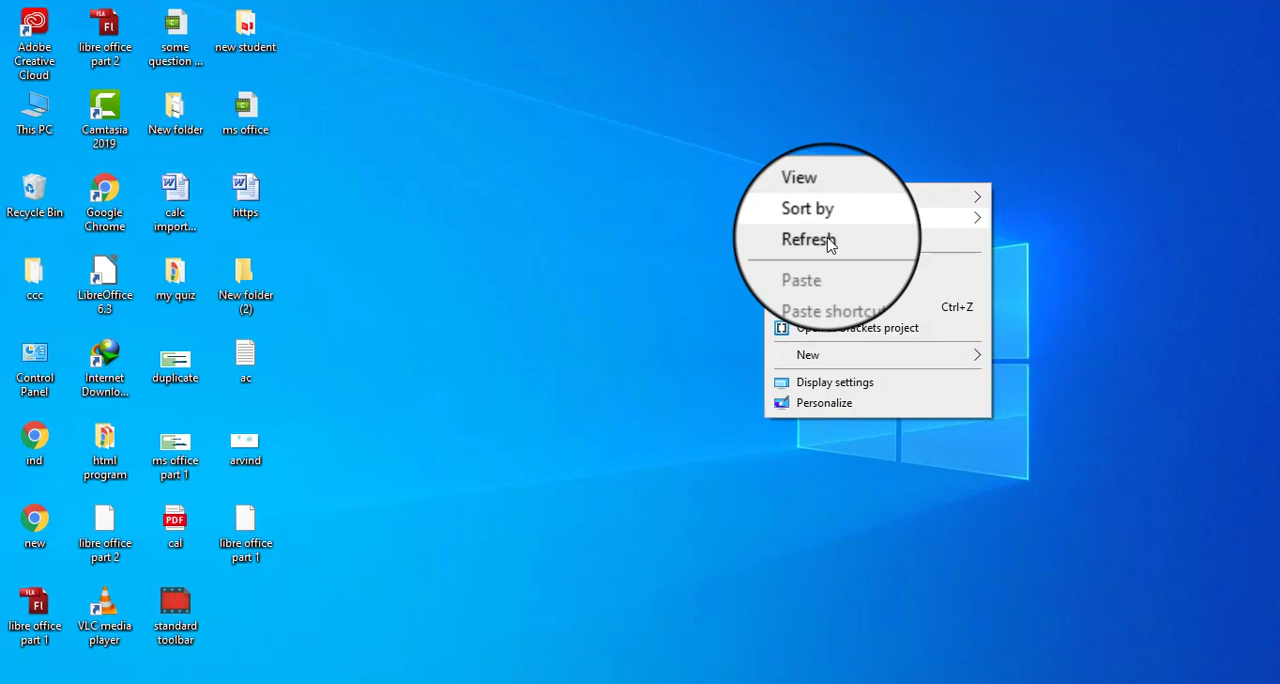 Adobe
Creative
Cloud
libre office
part 2
some
question ...
new student
This PC
Camtasia
2019
New folder
ms office
Recycle Bin
Google
Chrome
calc
import...
https
ccc
LibreOffice
6.3
my quiz
New folder
(2)
Control
Panel
Internet
Downlo...
duplicate
ac
ind
html
program
ms office
part 1
arvind
new
libre office
part 2
PDF
cal
libre office
part 1
libre office
part 1
VLC media
player
standard
toolbar
View
Sort by
Refresh
Paste
Paste shortcut
Ctrl+Z
Brackets project
New
Display settings
Personalize